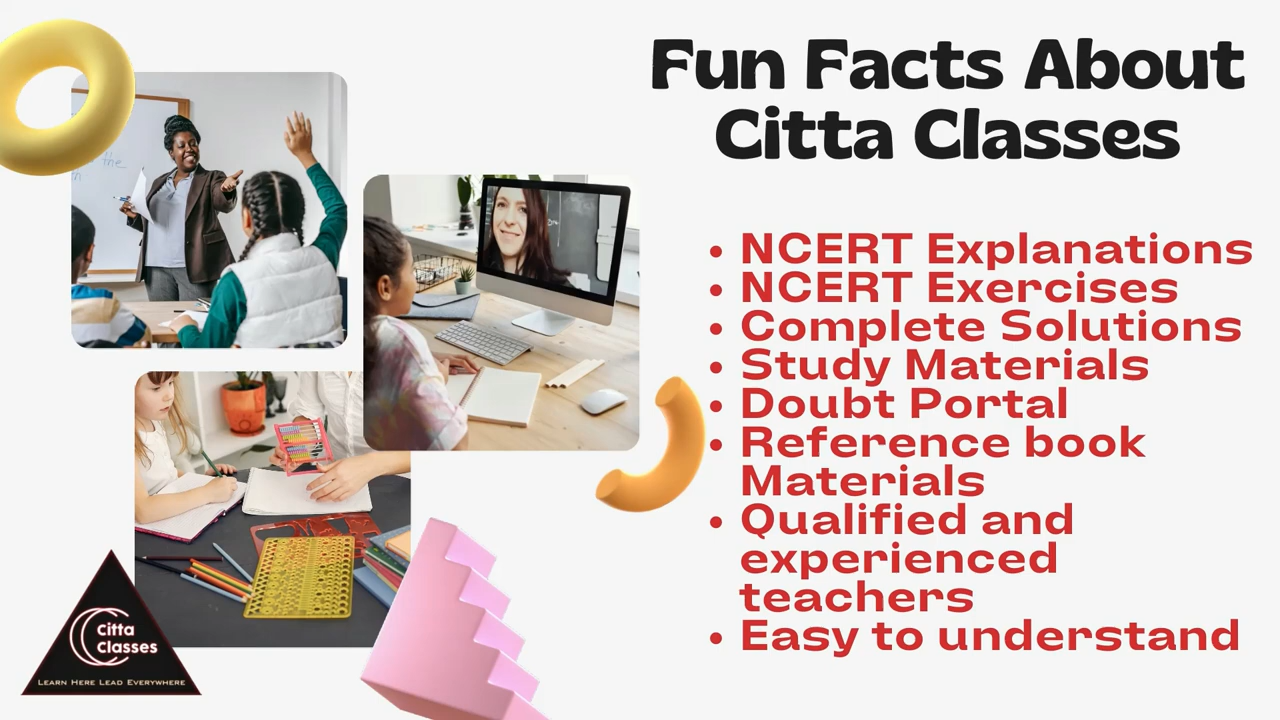 Fun Facts About
Citta Classes
• NCERT Explanations
• NCERT Exercises
• Complete Solutions
• Study Materials
• Doubt Portal
• Reference book
Materials
• Qualified and
experienced
teachers
• Easy to understand
Citta
Classes
LEARN HERE LEAD EVERYWHERE